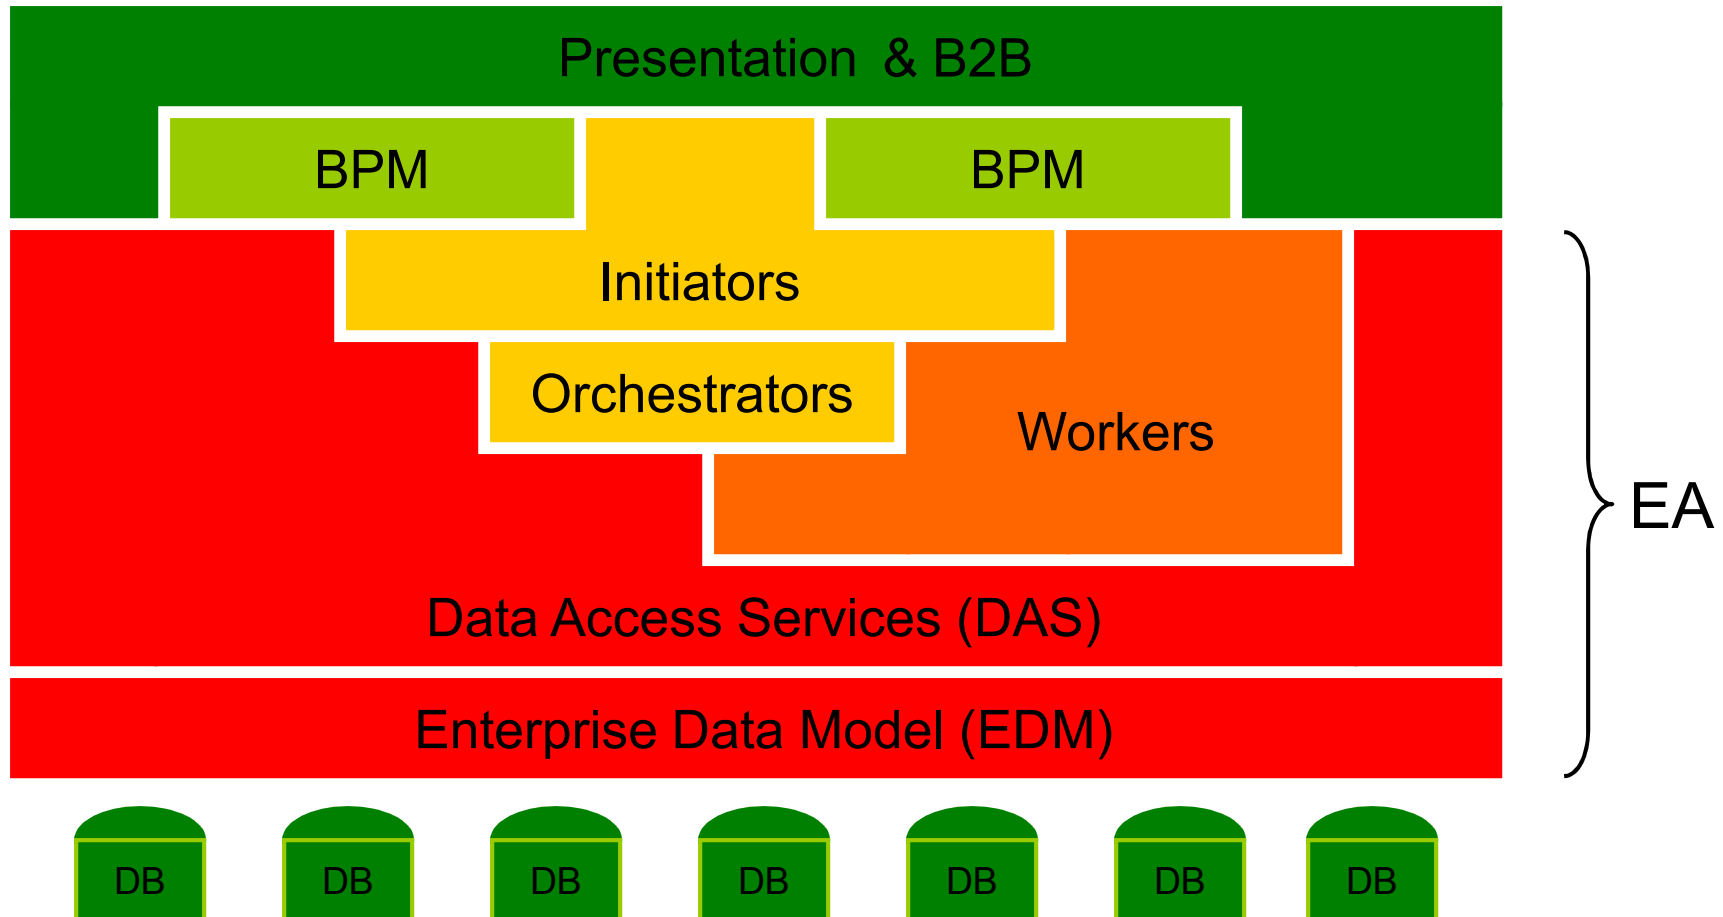 Presentation & B2B
BPM
BPM
Initiators
Orchestrators
Workers
EA
Data Access Services (DAS)
Enterprise Data Model (EDM)
DB
DB
DB
DB
DB
DB
DB